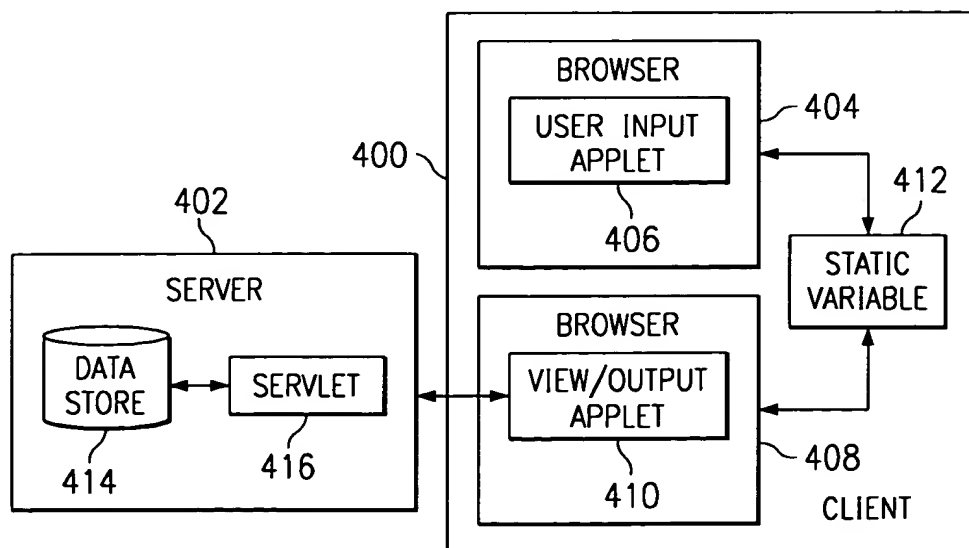 BROWSER
USER INPUT
APPLET
404
400
406
412
STATIC
VARIABLE
402
SERVER
DATA
STORE
SERVLET
414
416
BROWSER
VIEW/OUTPUT
APPLET
410
408
CLIENT